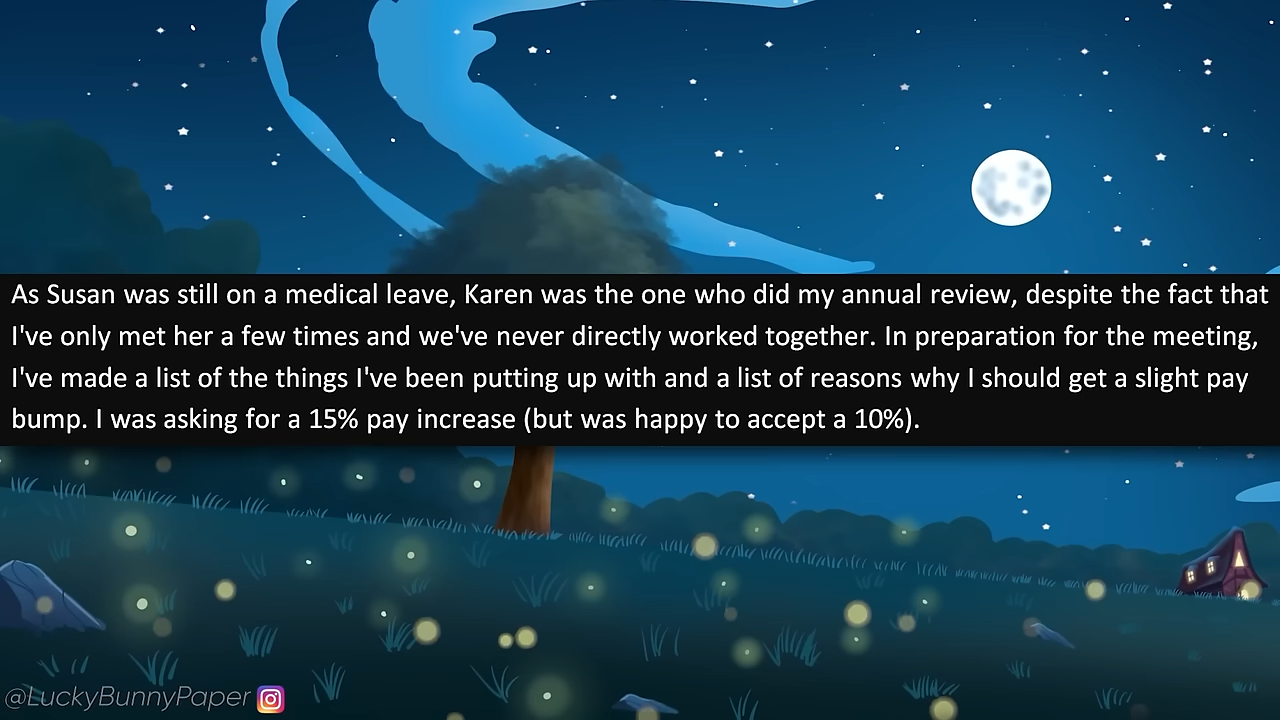 As Susan was still on a medical leave, Karen was the one who did my annual review, despite the fact that
I've only met her a few times and we've never directly worked together. In preparation for the meeting,
I've made a list of the things I've been putting up with and a list of reasons why I should get a slight pay
bump. I was asking for a 15% pay increase (but was happy to accept a 10%).
@LuckyBunnyPaper